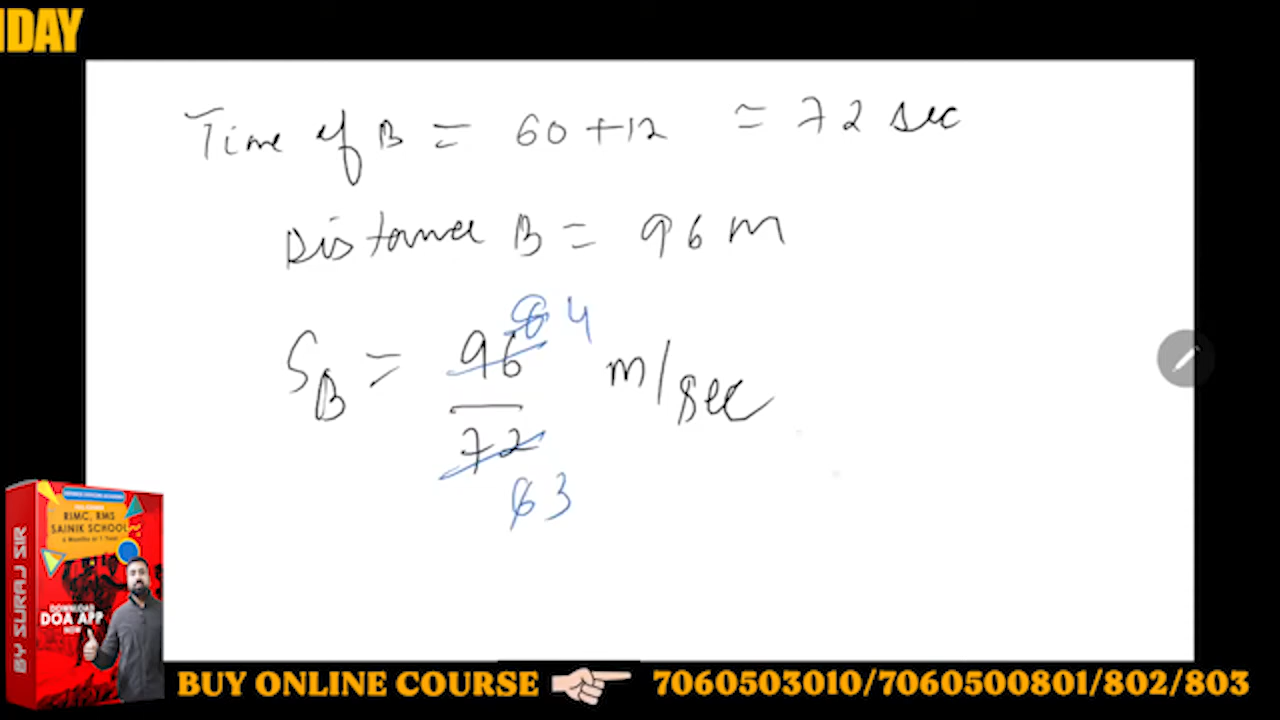 IDAY
Time of B = 60 + 12 = 72 sec
Distance B = 96 m
8 4
S_B = 96/72 m/sec
6 3
RIMC, RMS
SAINIK SCHOOL
BY SURAJ SIR
DOWNLOAD
DOA APP
NOW
BUY ONLINE COURSE 7060503010/7060500801/802/803